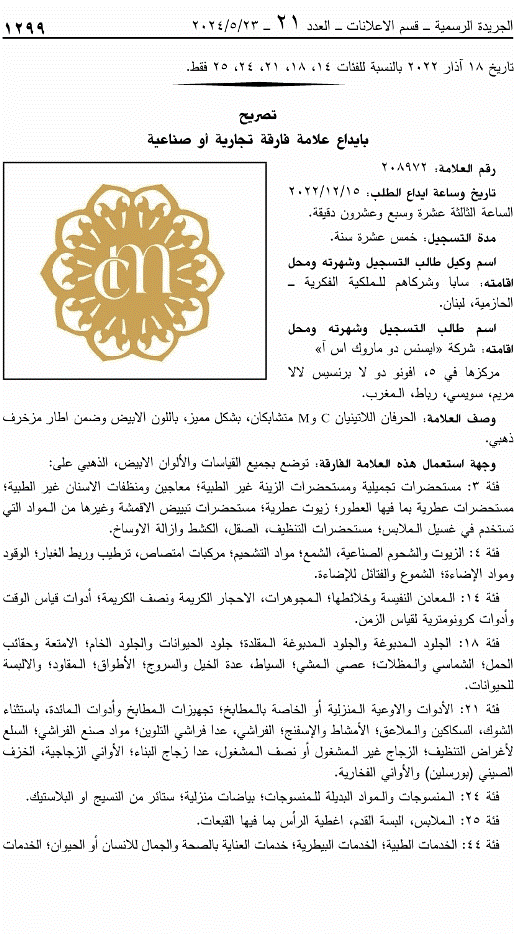 الجريدة الرسمية ــ قسم الاعلانات ــ العدد ٢١ ــ ٢٠٢٤/٥/٢٣ ١٢٩٩
تاريخ ١٨ آذار ٢٠٢٢ بالنسبة للفئات ١٤، ١٨، ٢١، ٢٤، ٢٥ فقط.
تصريح
بايداع علامة فارقة تجارية أو صناعية
رقم العلامة: ٢٠٨٩٧٢
تاريخ وساعة ايداع الطلب: ٢٠٢٢/١٢/١٥
الساعة الثالثة عشرة وسبع وعشرون دقيقة.
مدة التسجيل: خمس عشرة سنة.
اسم وكيل طالب التسجيل وشهرته ومحل
اقامته: سابا وشركاهم للملكية الفكرية ــ
الحازمية، لبنان.
اسم طالب التسجيل وشهرته ومحل
اقامته: شركة «ايسنس دو ماروك اس آ»
مركزها في ٥، افونو دو لا برنسيس لالا
مريم، سويسي، رباط، المغرب.
CM
وصف العلامة: الحرفان اللاتينيان C و M متشابكان، بشكل مميز، باللون الابيض وضمن اطار مزخرف
ذهبي.
وجهة استعمال هذه العلامة الفارقة: توضع بجميع القياسات والألوان الابيض، الذهبي على:
فئة ٣: مستحضرات تجميلية ومستحضرات الزينة غير الطبية؛ معاجين ومنظفات الاسنان غير الطبية؛
مستحضرات عطرية بما فيها العطور؛ زيوت عطرية؛ مستحضرات تبييض الاقمشة وغيرها من المواد التي
تستخدم في غسيل الملابس؛ مستحضرات التنظيف، الصقل، الكشط وازالة الاوساخ.
فئة ٤: الزيوت والشحوم الصناعية، الشمع؛ مواد التشحيم؛ مركبات امتصاص، ترطيب وربط الغبار؛ الوقود
ومواد الإضاءة؛ الشموع والفتائل للإضاءة.
فئة ١٤: المعادن النفيسة وخلائطها؛ المجوهرات، الاحجار الكريمة ونصف الكريمة؛ أدوات قياس الوقت
وأدوات كرونومترية لقياس الزمن.
فئة ١٨: الجلود المدبوغة والجلود المدبوغة المقلدة؛ جلود الحيوانات والجلود الخام؛ الامتعة وحقائب
الحمل؛ الشماسي والمظلات؛ عصي المشي؛ السياط، عدة الخيل والسروج؛ الأطواق؛ المقاود؛ والالبسة
للحيوانات.
فئة ٢١: الأدوات والاوعية المنزلية أو الخاصة بالمطابخ؛ تجهيزات المطابخ وأدوات المائدة، باستثناء
الشوك، السكاكين والملاعق؛ الأمشاط والإسفنج؛ الفراشي، عدا فراشي التلوين؛ مواد صنع الفراشي؛ السلع
لأغراض التنظيف؛ الزجاج غير المشغول أو نصف المشغول، عدا زجاج البناء؛ الأواني الزجاجية، الخزف
الصيني (بورسلين) والأواني الفخارية.
فئة ٢٤: المنسوجات والمواد البديلة للمنسوجات؛ بياضات منزلية؛ ستائر من النسيج او البلاستيك.
فئة ٢٥: الملابس، البسة القدم، اغطية الرأس بما فيها القبعات.
فئة ٤٤: الخدمات الطبية؛ الخدمات البيطرية؛ خدمات العناية بالصحة والجمال للانسان أو الحيوان؛ الخدمات